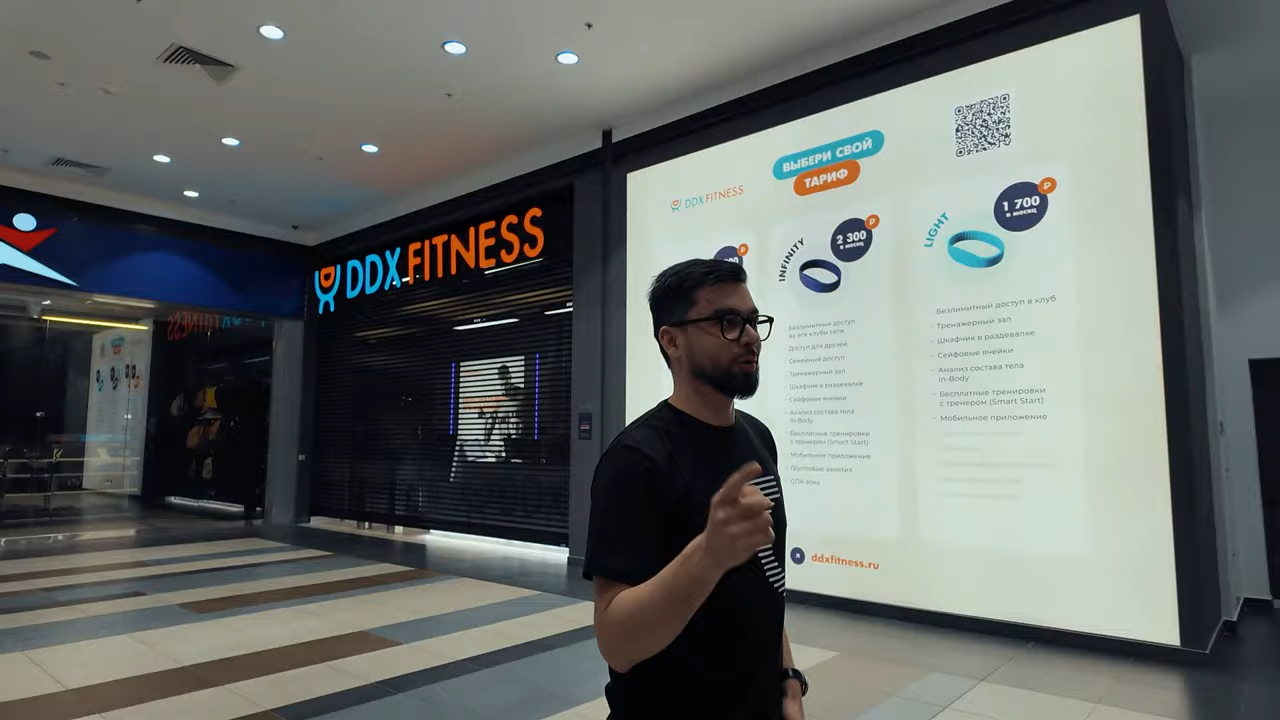 DDX FITNESS
DDX FITNESS
ВЫБЕРИ СВОЙ
ТАРИФ
INFINITY
2 300
в месяц
₽
Безлимитный доступ
во все клубы сети
Доступ для друзей
Семейный доступ
Тренажерный зал
Шкафчик в раздевалке
Сейфовые ячейки
Анализ состава тела
In-Body
Бесплатные тренировки
с тренером (Smart Start)
Мобильное приложение
Групповые занятия
СПА-зона
LIGHT
1 700
в месяц
₽
Безлимитный доступ в клуб
Тренажерный зал
Шкафчик в раздевалке
Сейфовые ячейки
Анализ состава тела
In-Body
Бесплатные тренировки
с тренером (Smart Start)
Мобильное приложение
ddxfitness.ru